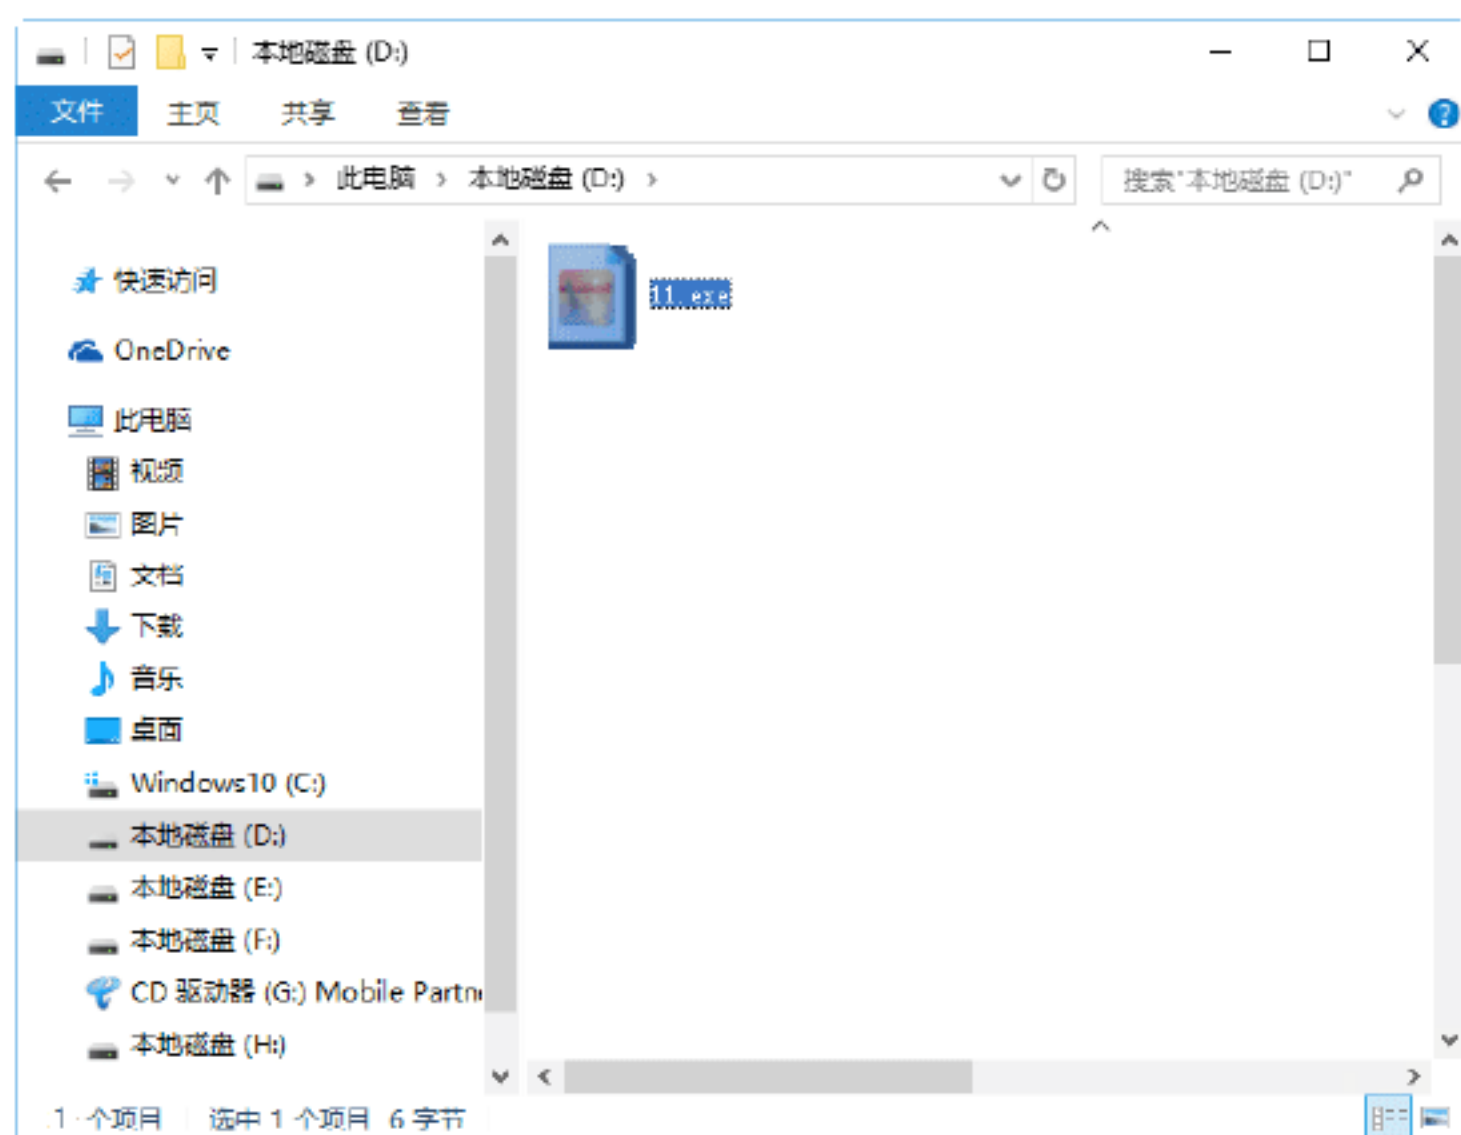 本地磁盘 (D:)
文件 主页 共享 查看
此电脑 本地磁盘 (D:) 搜索"本地磁盘 (D:)"
快速访问
11.exe
OneDrive
此电脑
视频
图片
文档
下载
音乐
桌面
Windows10 (C:)
本地磁盘 (D:)
本地磁盘 (E:)
本地磁盘 (F:)
CD 驱动器 (G:) Mobile Partn
本地磁盘 (H:)
1 个项目 选中 1 个项目 6 字节